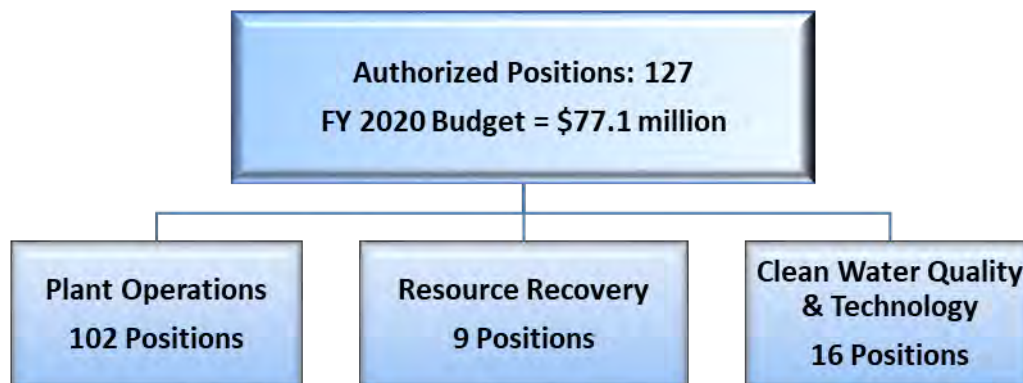 Authorized Positions: 127
FY 2020 Budget = $77.1 million
Plant Operations
102 Positions
Resource Recovery
9 Positions
Clean Water Quality
& Technology
16 Positions